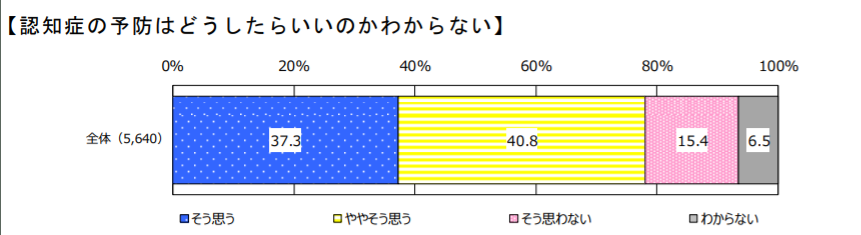 【認知症の予防はどうしたらいいのかわからない】
0% 20% 40% 60% 80% 100%
全体（5,640） 37.3 40.8 15.4 6.5
そう思う ややそう思う そう思わない わからない